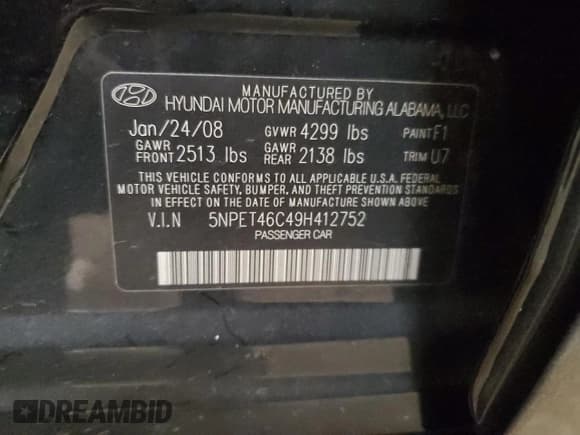 MANUFACTURED BY
HYUNDAI MOTOR MANUFACTURING ALABAMA, LLC
Jan/24/08 GVWR 4299 lbs PAINT F1
GAWR FRONT 2513 lbs GAWR REAR 2138 lbs TRIM U7
THIS VEHICLE CONFORMS TO ALL APPLICABLE U.S.A. FEDERAL
MOTOR VEHICLE SAFETY, BUMPER, AND THEFT PREVENTION STANDARDS
IN EFFECT ON THE DATE OF MANUFACTURE SHOWN ABOVE
V.I.N 5NPET46C49H412752
PASSENGER CAR
DREAMBID